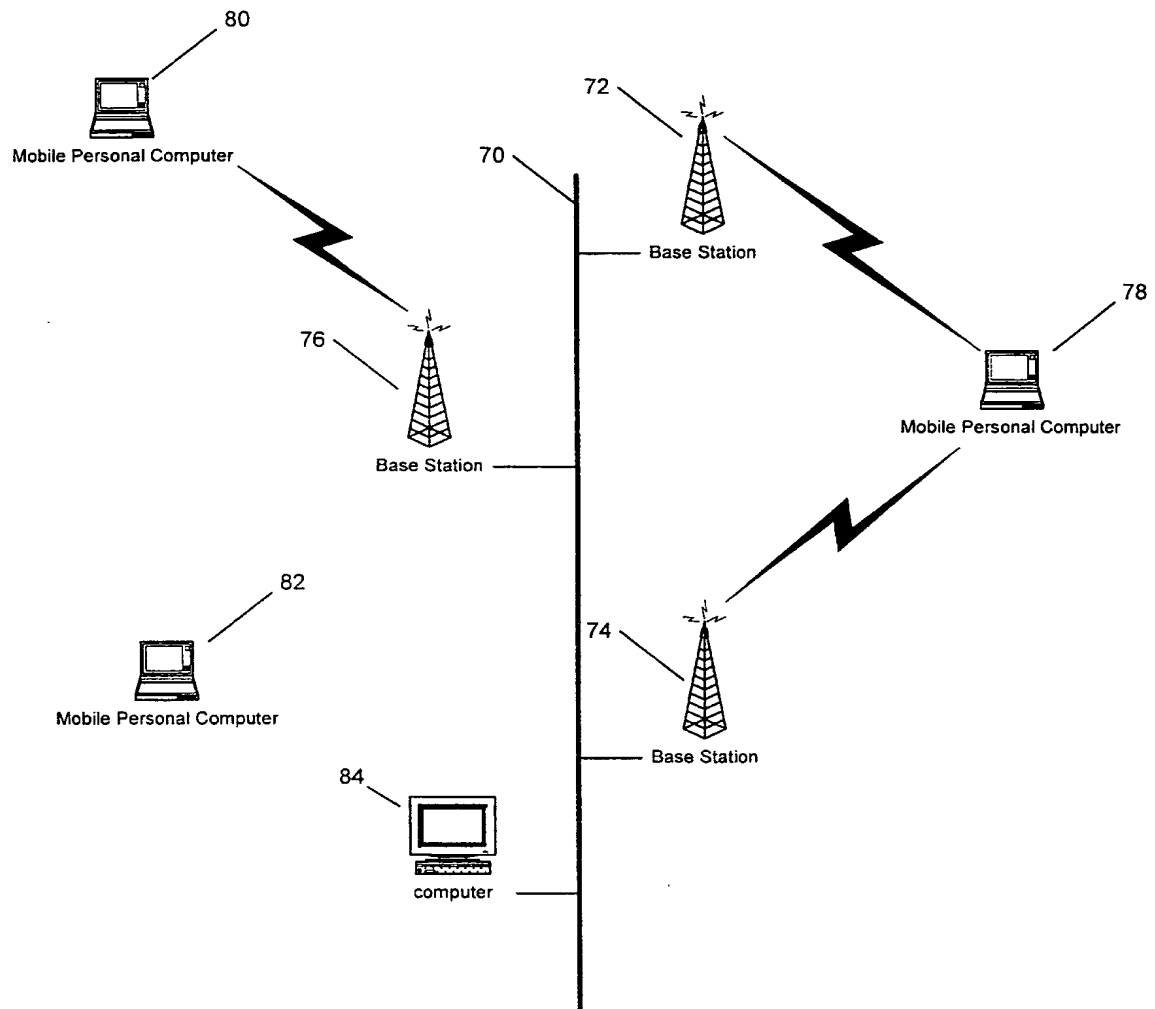 80
Mobile Personal Computer
72
70
Base Station
78
76
Mobile Personal Computer
Base Station
82
74
Mobile Personal Computer
Base Station
84
computer